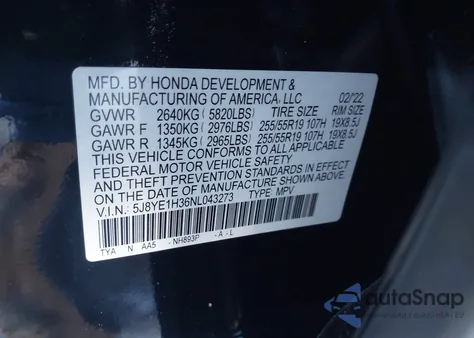 MFD. BY HONDA DEVELOPMENT &
MANUFACTURING OF AMERICA, LLC 02/22
GVWR 2640KG (5820LBS) TIRE SIZE RIM SIZE
GAWR F 1350KG (2976LBS) 255/55R19 107H 19X8.5J
GAWR R 1345KG (2965LBS) 255/55R19 107H 19X8.5J
THIS VEHICLE CONFORMS TO ALL APPLICABLE
FEDERAL MOTOR VEHICLE SAFETY
AND THEFT PREVENTION STANDARDS IN EFFECT
ON THE DATE OF MANUFACTURE SHOWN ABOVE.
V.I.N.: 5J8YE1H36NL043273 TYPE: MPV
TYA N AA5 NH893P -A-L
autoSnap